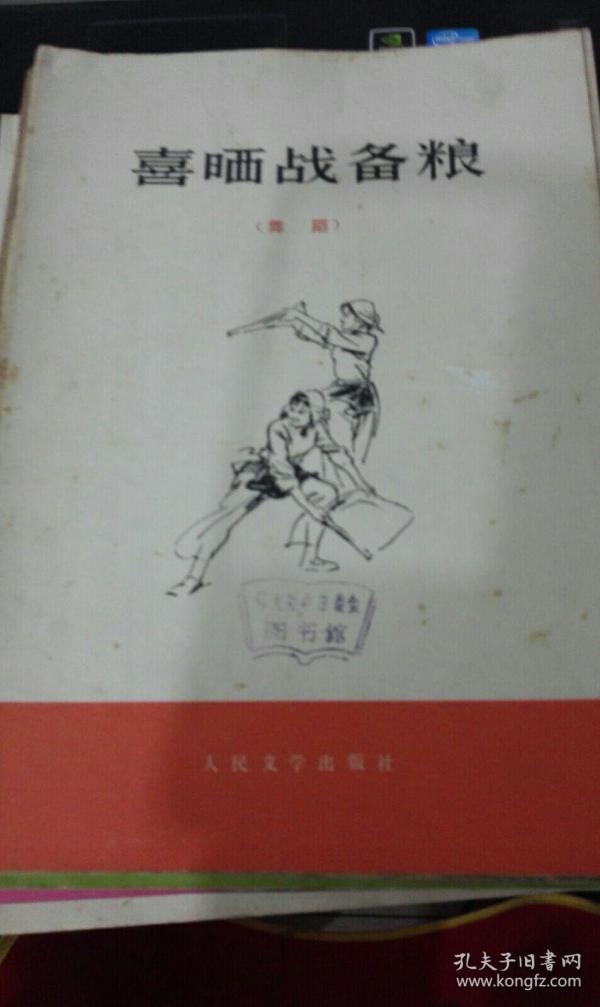 喜晒战备粮
（舞 蹈）
图书馆
人民文学出版社
孔夫子旧书网
www.kongfz.com